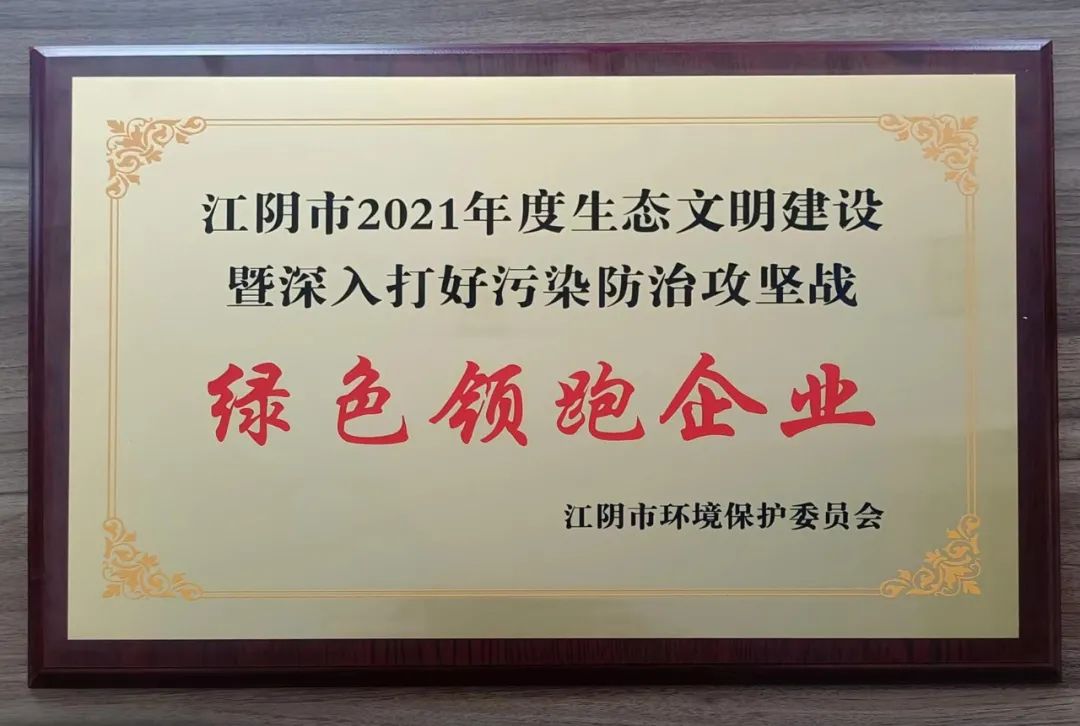 江阴市2021年度生态文明建设
暨深入打好污染防治攻坚战
绿色领跑企业
江阴市环境保护委员会